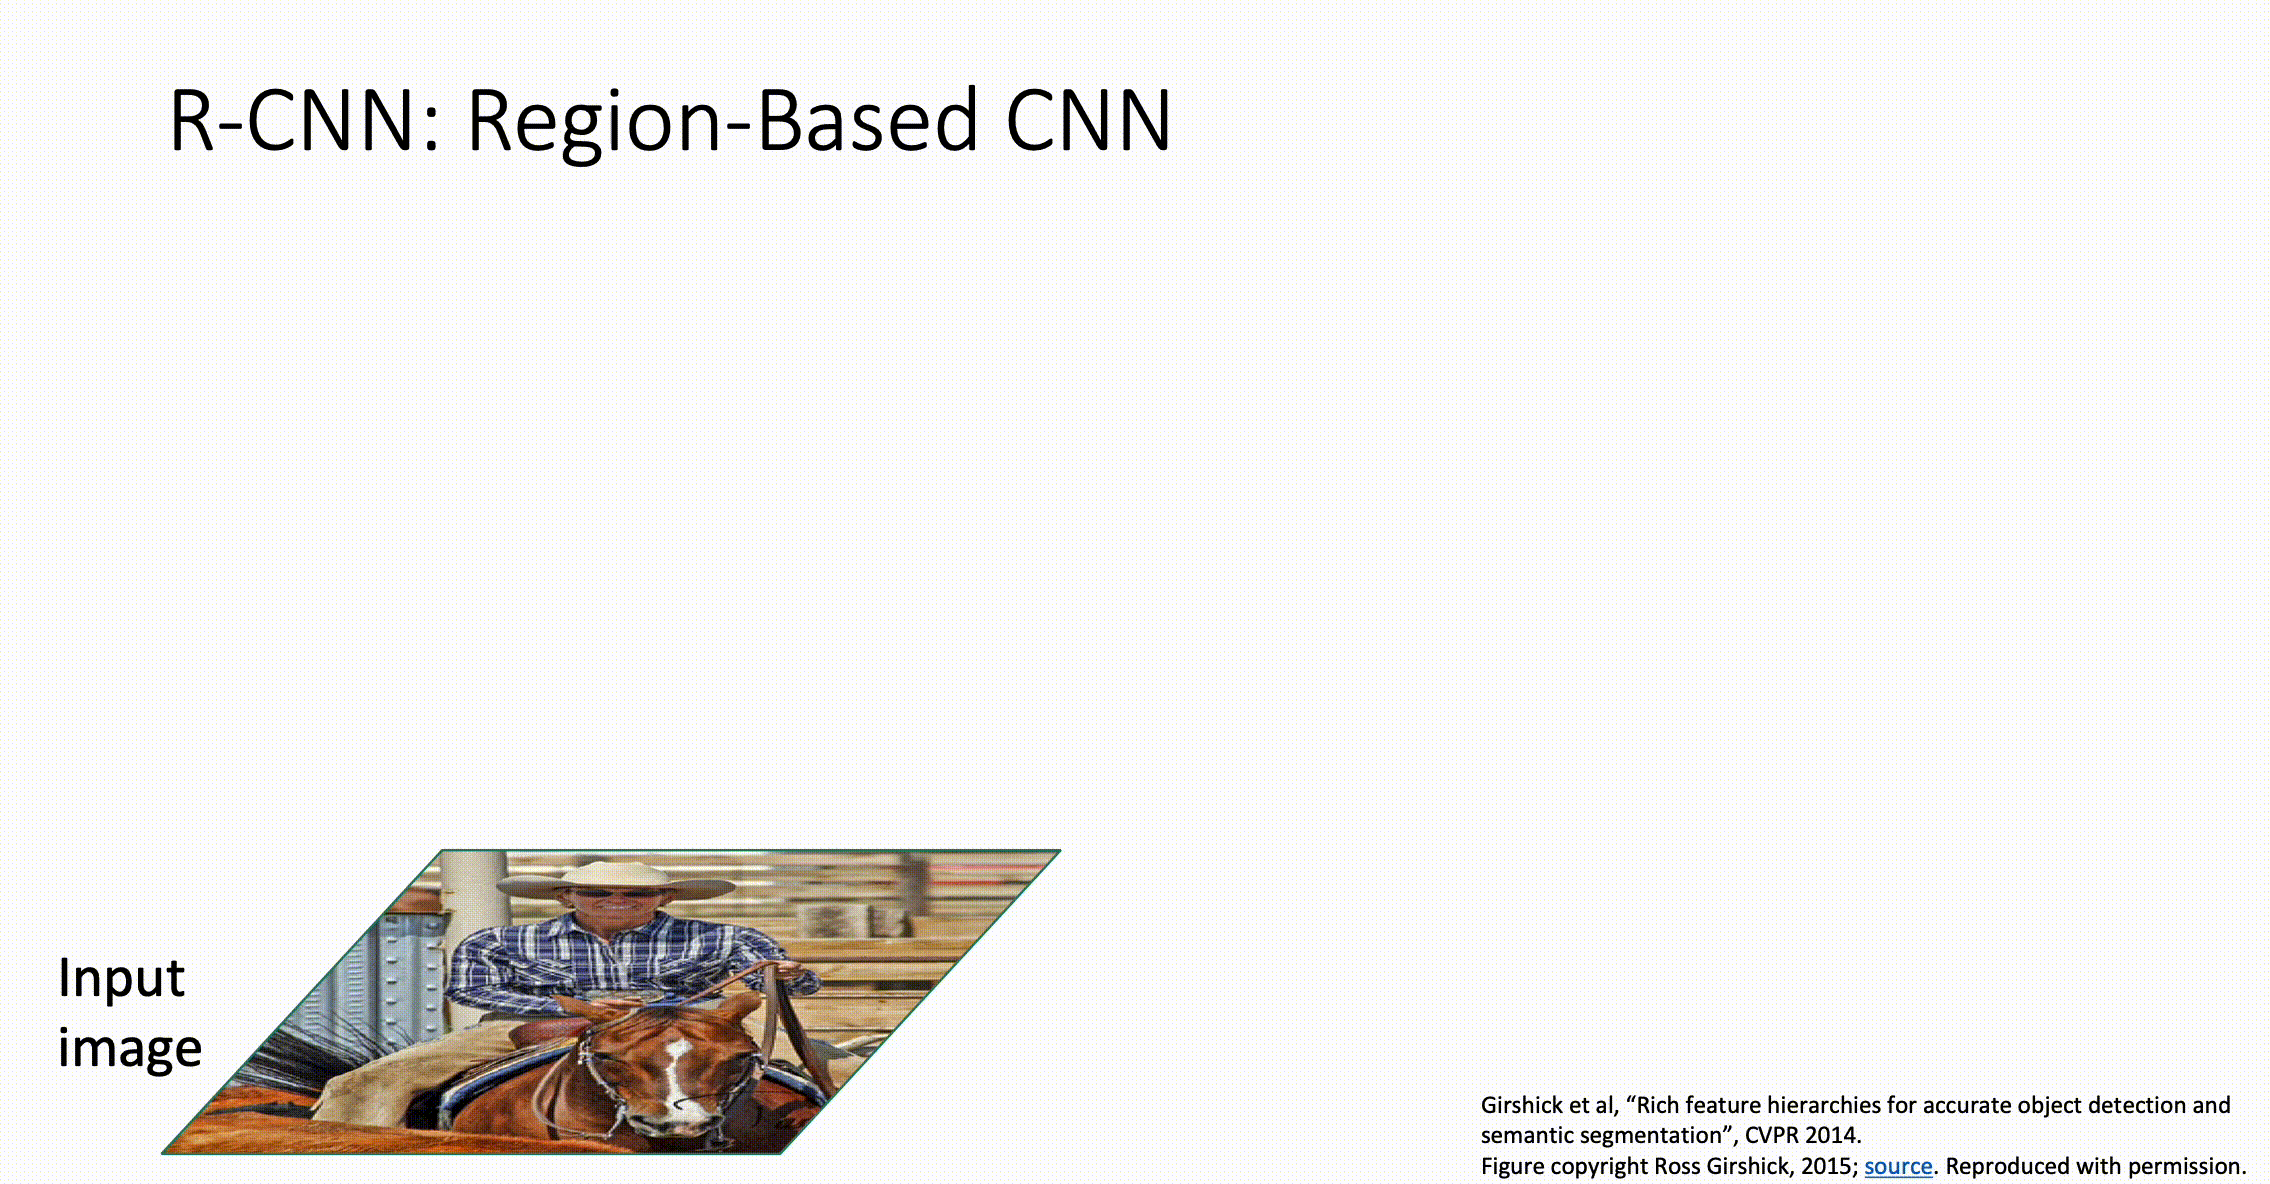 R-CNN: Region-Based CNN
Input
image
Girshick et al, “Rich feature hierarchies for accurate object detection and
semantic segmentation”, CVPR 2014.
Figure copyright Ross Girshick, 2015; source. Reproduced with permission.